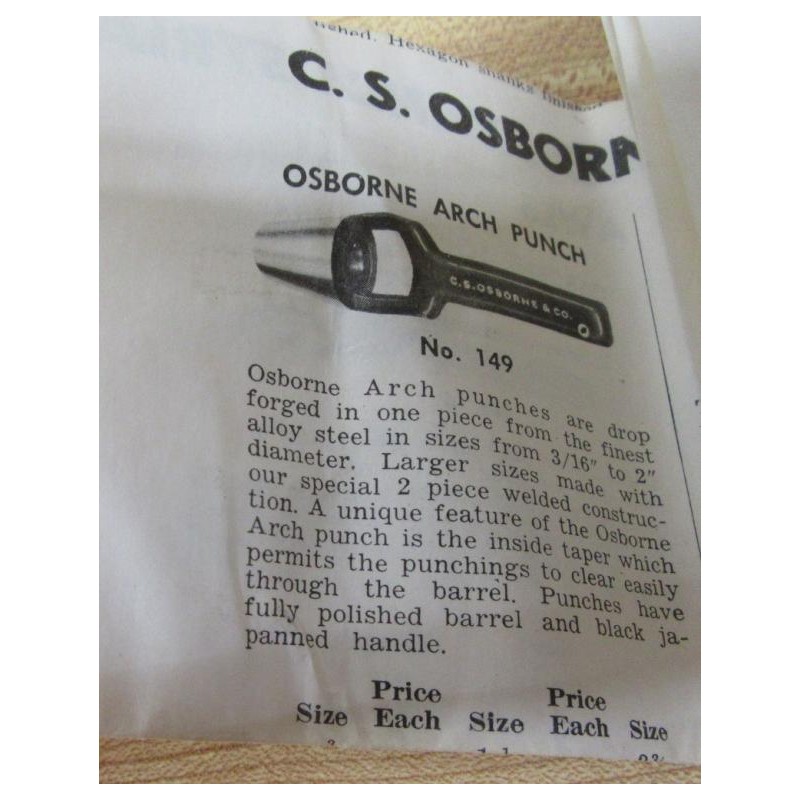 ished. Hexagon shanks finished
C. S. OSBORN
OSBORNE ARCH PUNCH
C.S.OSBORNE & CO.
No. 149
Osborne Arch punches are drop
forged in one piece from the finest
alloy steel in sizes from 3/16" to 2"
diameter. Larger sizes made with
our special 2 piece welded construc-
tion. A unique feature of the Osborne
Arch punch is the inside taper which
permits the punchings to clear easily
through the barrel. Punches have
fully polished barrel and black ja-
panned handle.
Price Price
Size Each Size Each Size